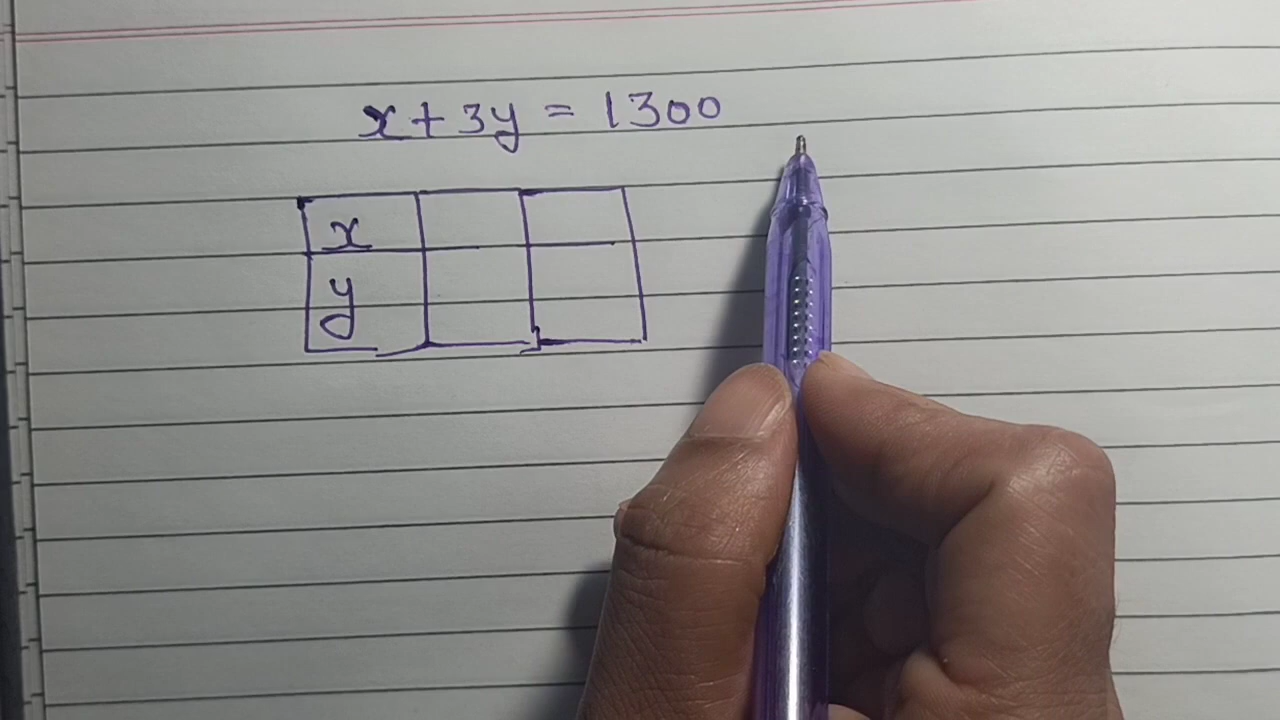 x + 3y = 1300
x
y